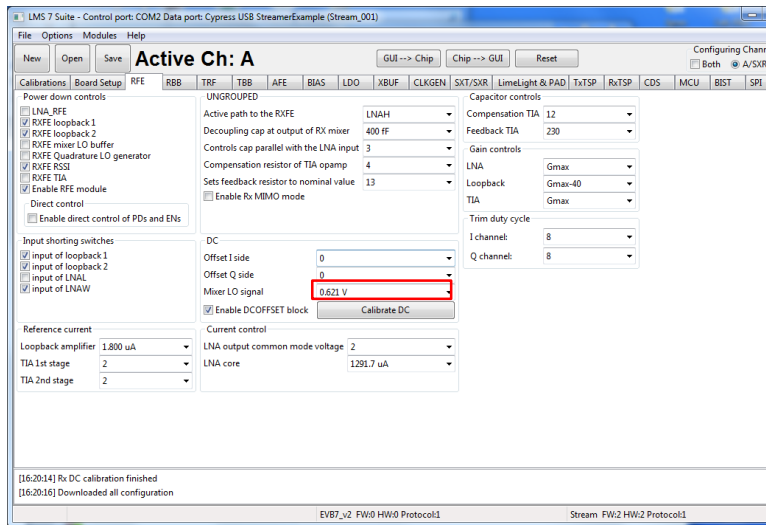 LMS 7 Suite - Control port: COM2 Data port: Cypress USB StreamerExample (Stream_001)
File Options Modules Help
New Open Save Active Ch: A GUI --> Chip Chip --> GUI Reset
Configuring Chann
Both A/SXR
Calibrations Board Setup RFE RBB TRF TBB AFE BIAS LDO XBUF CLKGEN SXT/SXR LimeLight & PAD TxTSP RxTSP CDS MCU BIST SPI
Power down controls
LNA_RFE
RXFE loopback 1
RXFE loopback 2
RXFE mixer LO buffer
RXFE Quadrature LO generator
RXFE RSSI
RXFE TIA
Enable RFE module
Direct control
Enable direct control of PDs and ENs
Input shorting switches
input of loopback 1
input of loopback 2
input of LNAL
input of LNAW
Reference current
Loopback amplifier 1.800 uA
TIA 1st stage 2
TIA 2nd stage 2
UNGROUPED
Active path to the RXFE LNAH
Decoupling cap at output of RX mixer 400 fF
Controls cap parallel with the LNA input 3
Compensation resistor of TIA opamp 4
Sets feedback resistor to nominal value 13
Enable Rx MIMO mode
DC
Offset I side 0
Offset Q side 0
Mixer LO signal 0.621 V
Enable DCOFFSET block Calibrate DC
Current control
LNA output common mode voltage 2
LNA core 1291.7 uA
Capacitor controls
Compensation TIA 12
Feedback TIA 230
Gain controls
LNA Gmax
Loopback Gmax-40
TIA Gmax
Trim duty cycle
I channel: 8
Q channel: 8
[16:20:14] Rx DC calibration finished
[16:20:16] Downloaded all configuration
EVB7_v2 FW:0 HW:0 Protocol:1 Stream FW:2 HW:2 Protocol:1